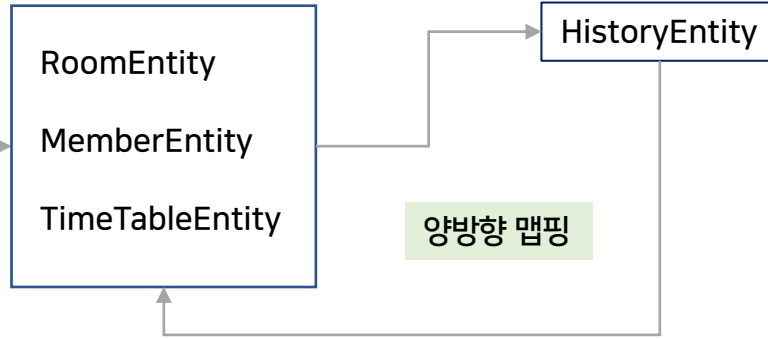 RoomEntity
MemberEntity
TimeTableEntity
HistoryEntity
양방향 맵핑